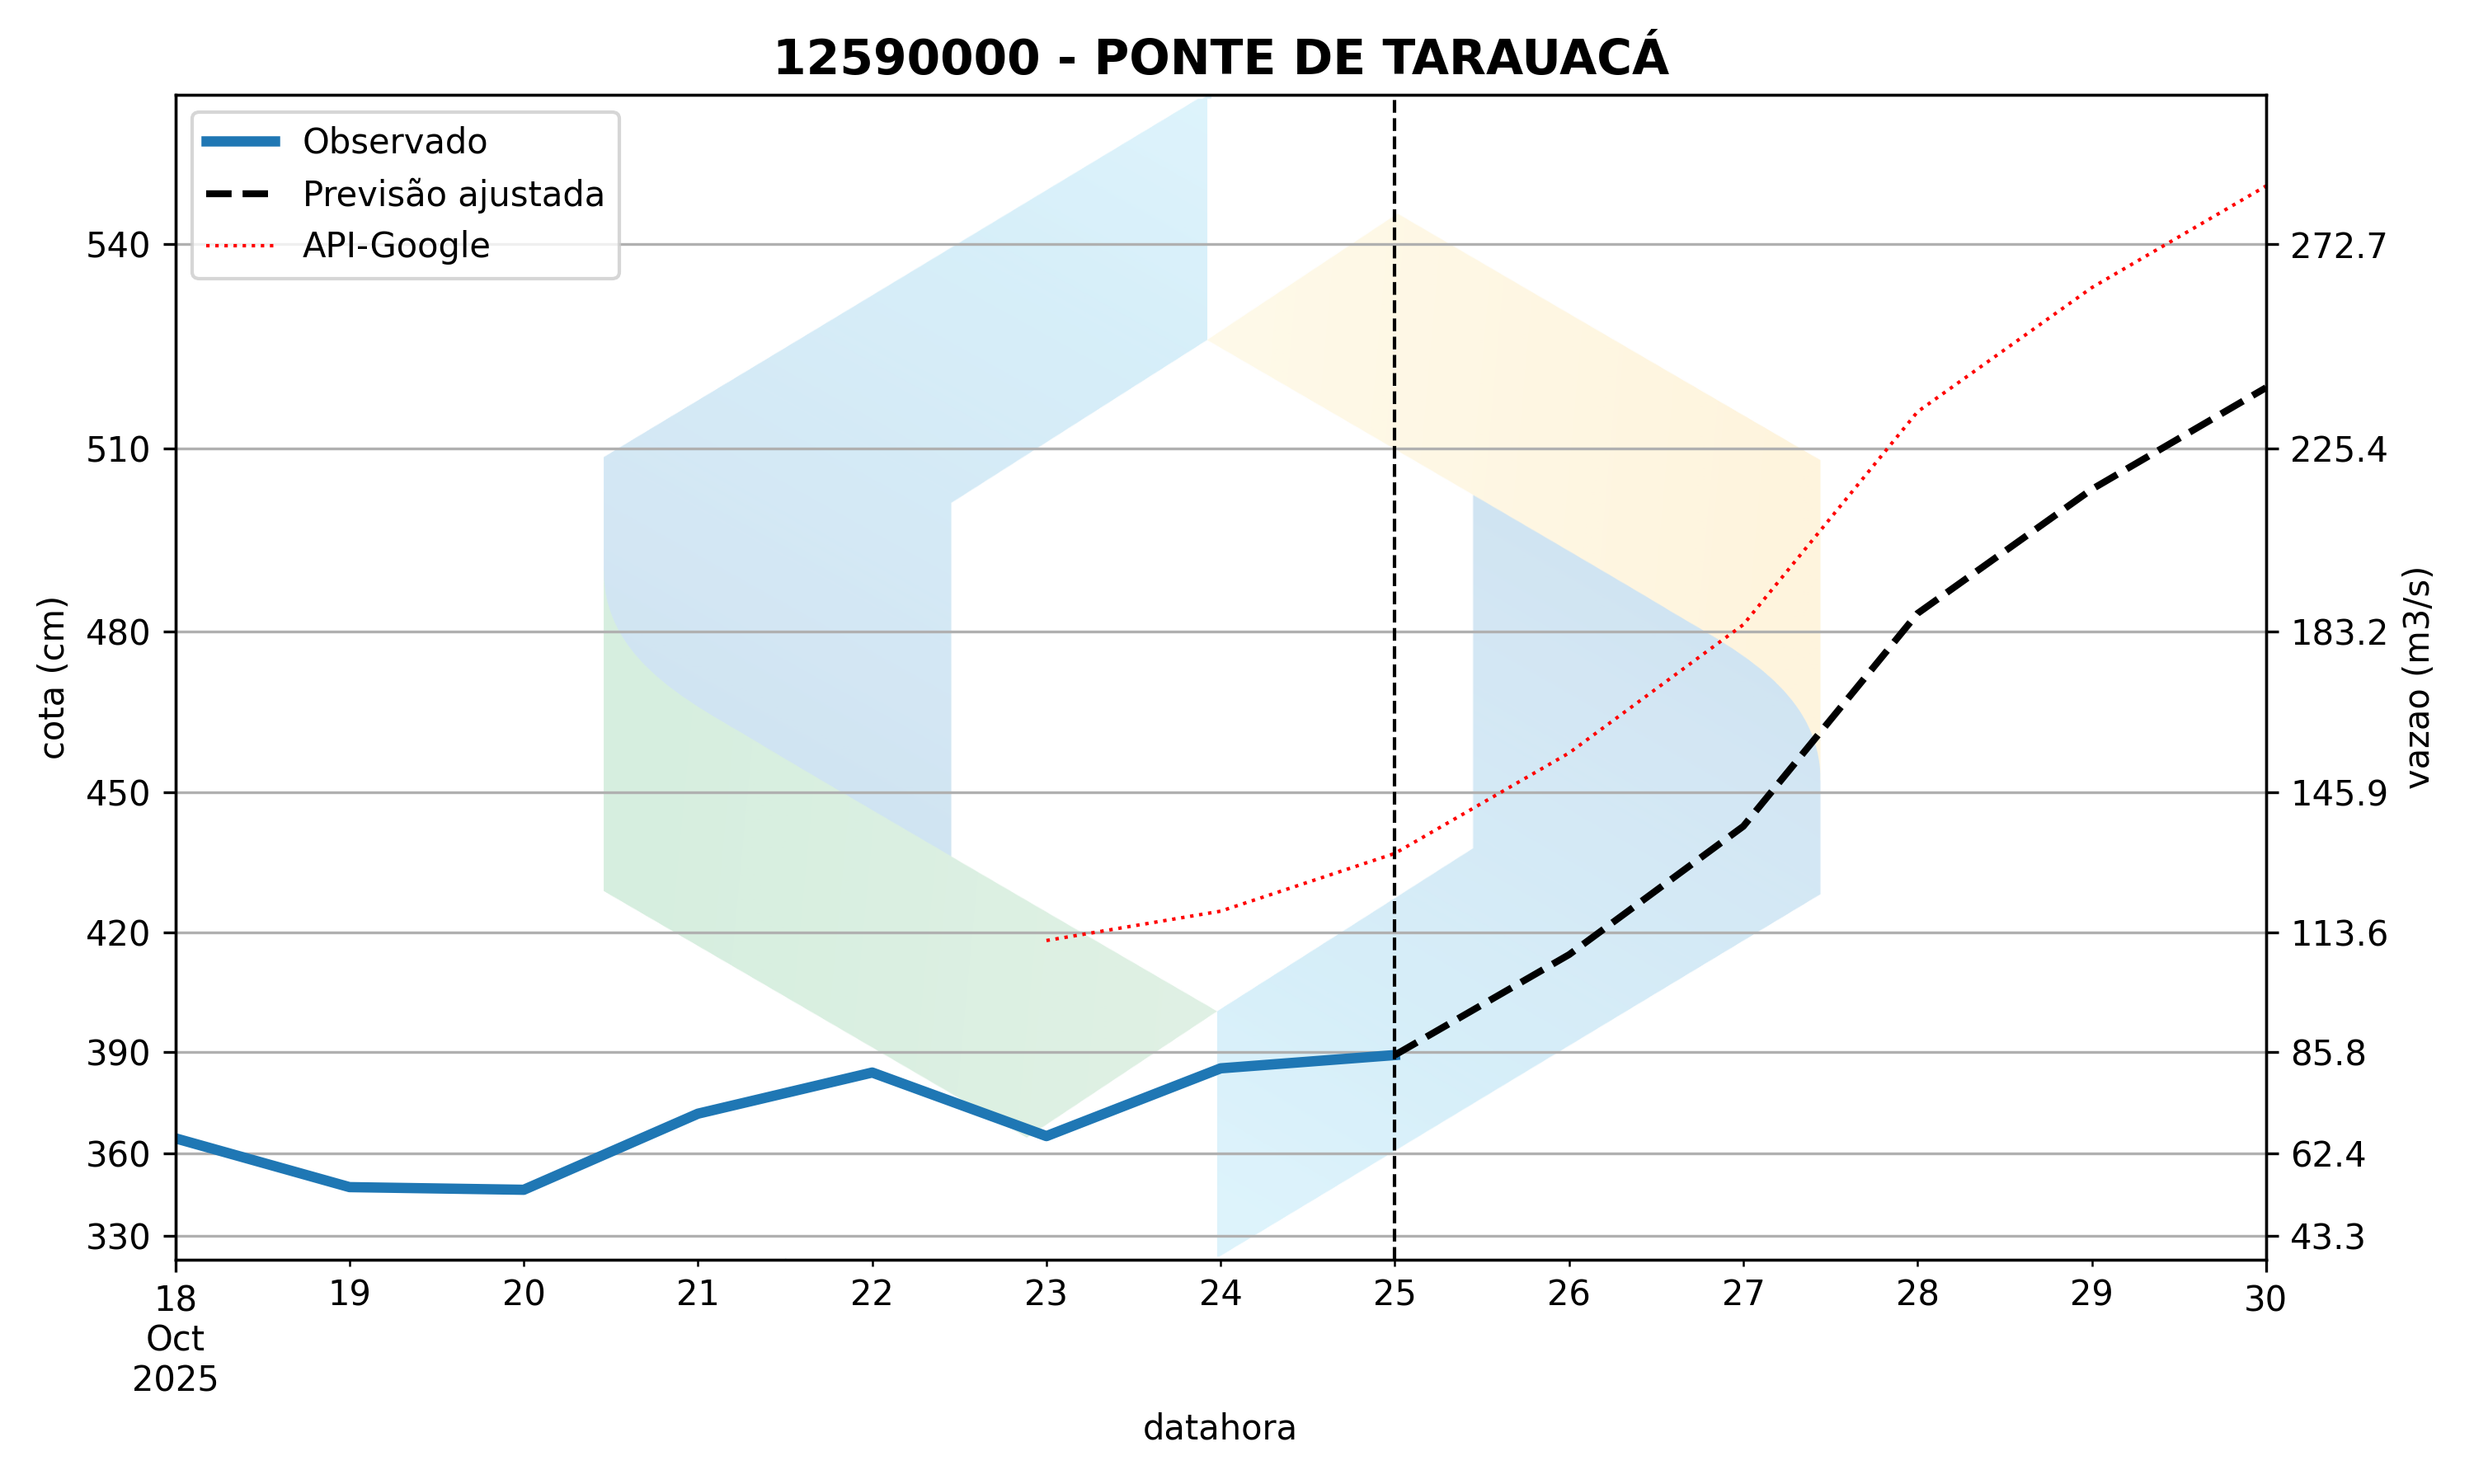 12590000 - PONTE DE TARAUACÁ
Observado
Previsão ajustada
API-Google
540
510
480
450
420
390
360
330
cota (cm)
272.7
225.4
183.2
145.9
113.6
85.8
62.4
43.3
vazao (m3/s)
18 19 20 21 22 23 24 25 26 27 28 29 30
Oct
2025
datahora